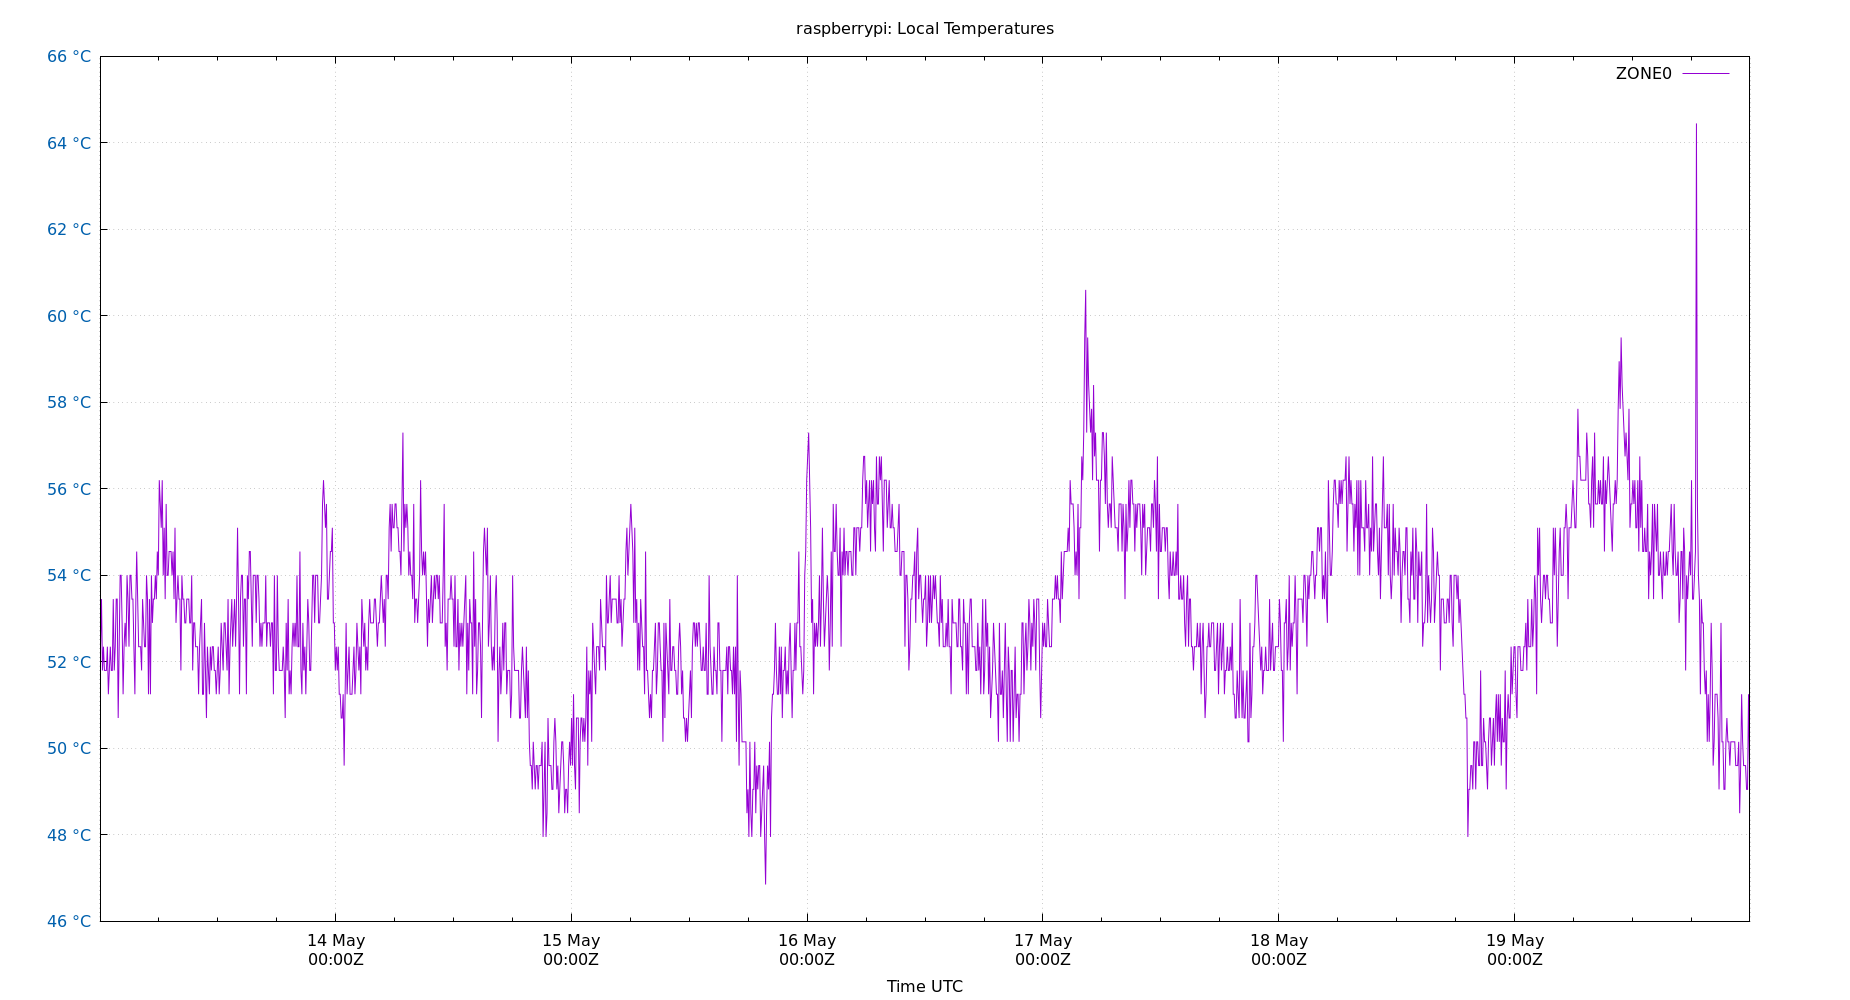 raspberrypi: Local Temperatures
66 °C
ZONE0
64 °C
62 °C
60 °C
58 °C
56 °C
54 °C
52 °C
50 °C
48 °C
46 °C
14 May 15 May 16 May 17 May 18 May 19 May
00:00Z 00:00Z 00:00Z 00:00Z 00:00Z 00:00Z
Time UTC